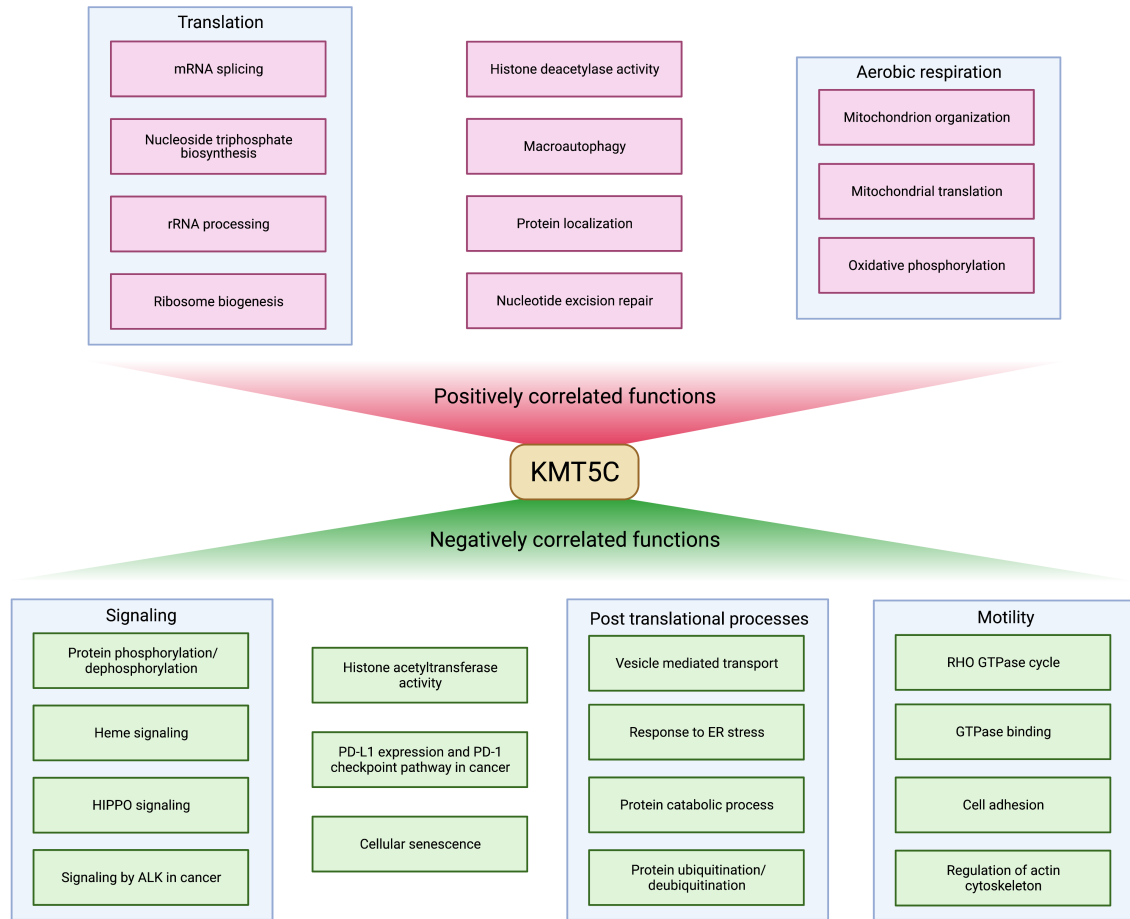 Translation
mRNA splicing
Nucleoside triphosphate
biosynthesis
rRNA processing
Ribosome biogenesis
Histone deacetylase activity
Macroautophagy
Protein localization
Nucleotide excision repair
Aerobic respiration
Mitochondrion organization
Mitochondrial translation
Oxidative phosphorylation
Positively correlated functions
KMT5C
Negatively correlated functions
Signaling
Protein phosphorylation/
dephosphorylation
Heme signaling
HIPPO signaling
Signaling by ALK in cancer
Histone acetyltransferase
activity
PD-L1 expression and PD-1
checkpoint pathway in cancer
Cellular senescence
Post translational processes
Vesicle mediated transport
Response to ER stress
Protein catabolic process
Protein ubiquitination/
deubiquitination
Motility
RHO GTPase cycle
GTPase binding
Cell adhesion
Regulation of actin
cytoskeleton